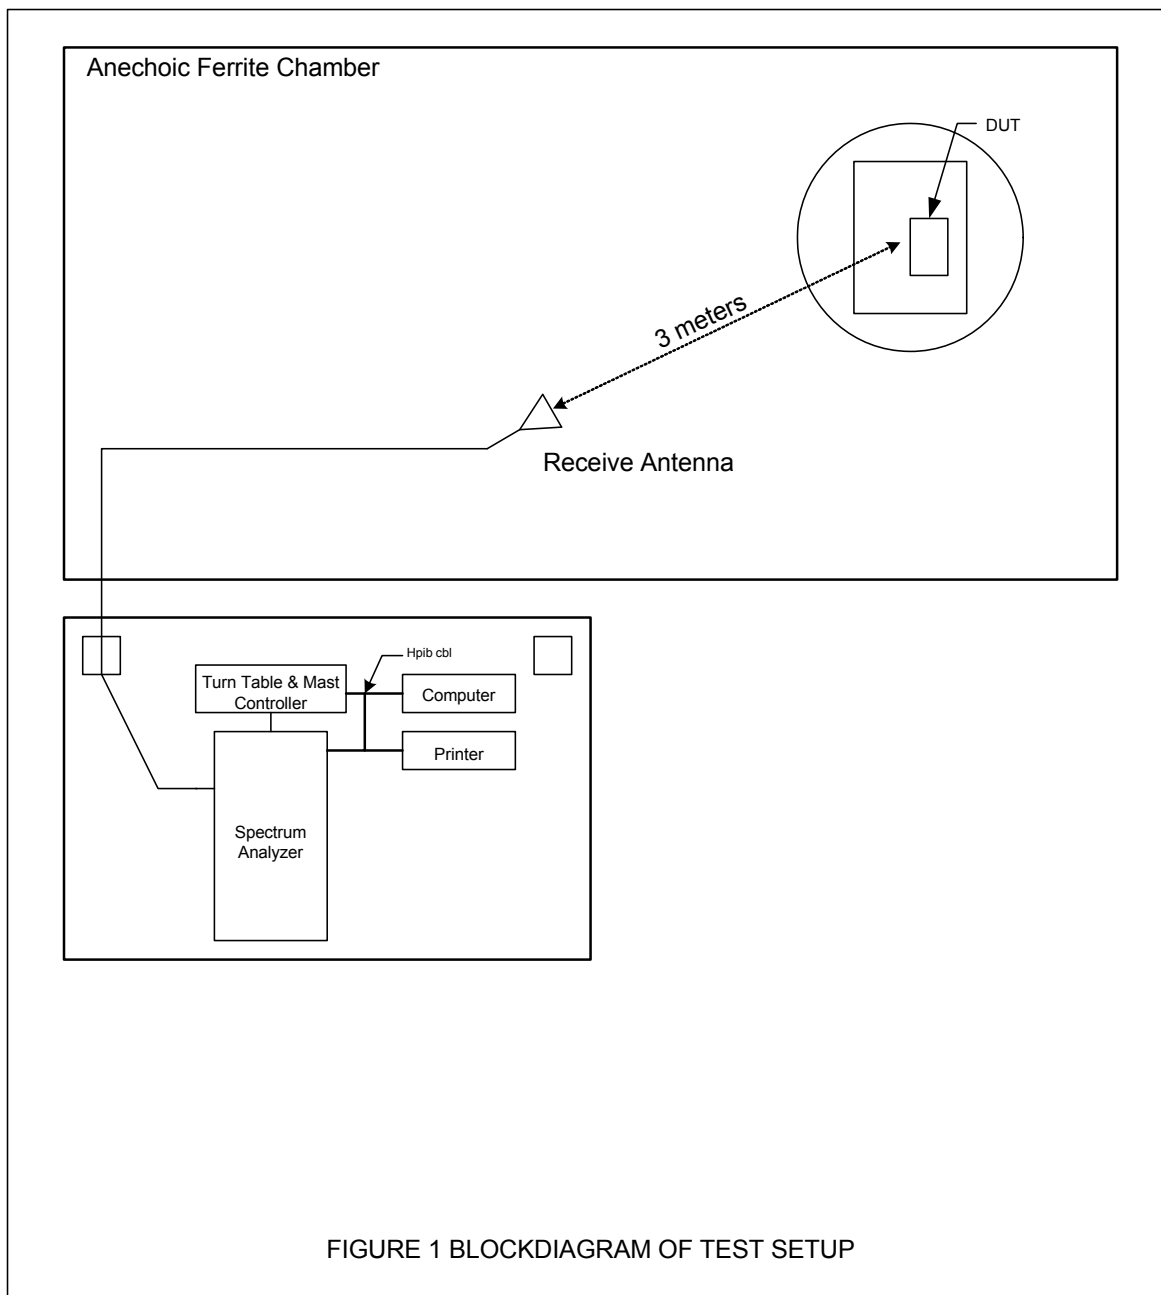 Anechoic Ferrite Chamber
DUT
3 meters
Receive Antenna
Hpib cbl
Turn Table & Mast
Controller
Computer
Printer
Spectrum
Analyzer
FIGURE 1 BLOCKDIAGRAM OF TEST SETUP